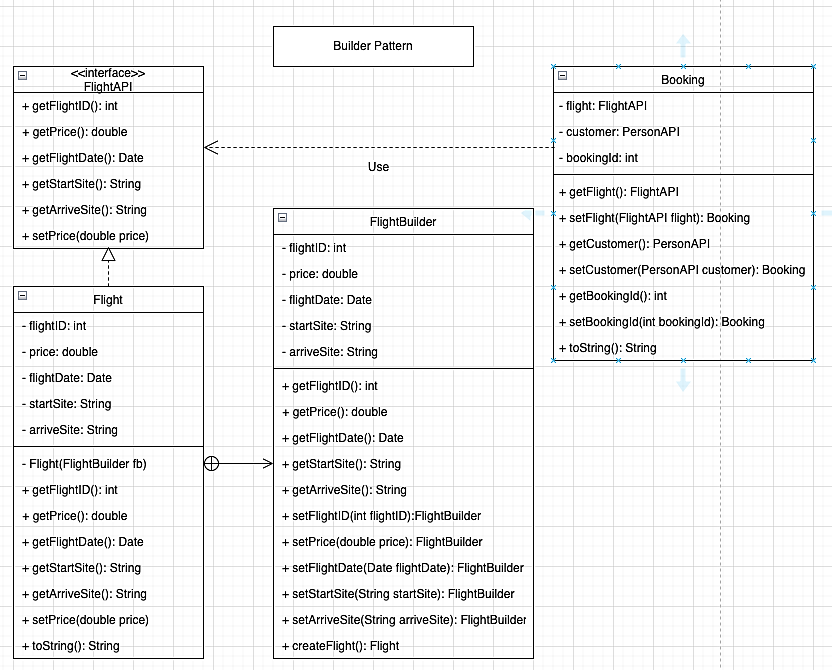 Builder Pattern
<<interface>>
FlightAPI
+ getFlightID(): int
+ getPrice(): double
+ getFlightDate(): Date
+ getStartSite(): String
+ getArriveSite(): String
+ setPrice(double price)
Flight
- flightID: int
- price: double
- flightDate: Date
- startSite: String
- arriveSite: String
- Flight(FlightBuilder fb)
+ getFlightID(): int
+ getPrice(): double
+ getFlightDate(): Date
+ getStartSite(): String
+ getArriveSite(): String
+ setPrice(double price)
+ toString(): String
Use
FlightBuilder
- flightID: int
- price: double
- flightDate: Date
- startSite: String
- arriveSite: String
+ getFlightID(): int
+ getPrice(): double
+ getFlightDate(): Date
+ getStartSite(): String
+ getArriveSite(): String
+ setFlightID(int flightID):FlightBuilder
+ setPrice(double price): FlightBuilder
+ setFlightDate(Date flightDate): FlightBuilder
+ setStartSite(String startSite): FlightBuilder
+ setArriveSite(String arriveSite): FlightBuilder
+ createFlight(): Flight
Booking
- flight: FlightAPI
- customer: PersonAPI
- bookingId: int
+ getFlight(): FlightAPI
+ setFlight(FlightAPI flight): Booking
+ getCustomer(): PersonAPI
+ setCustomer(PersonAPI customer): Booking
+ getBookingId(): int
+ setBookingId(int bookingId): Booking
+ toString(): String